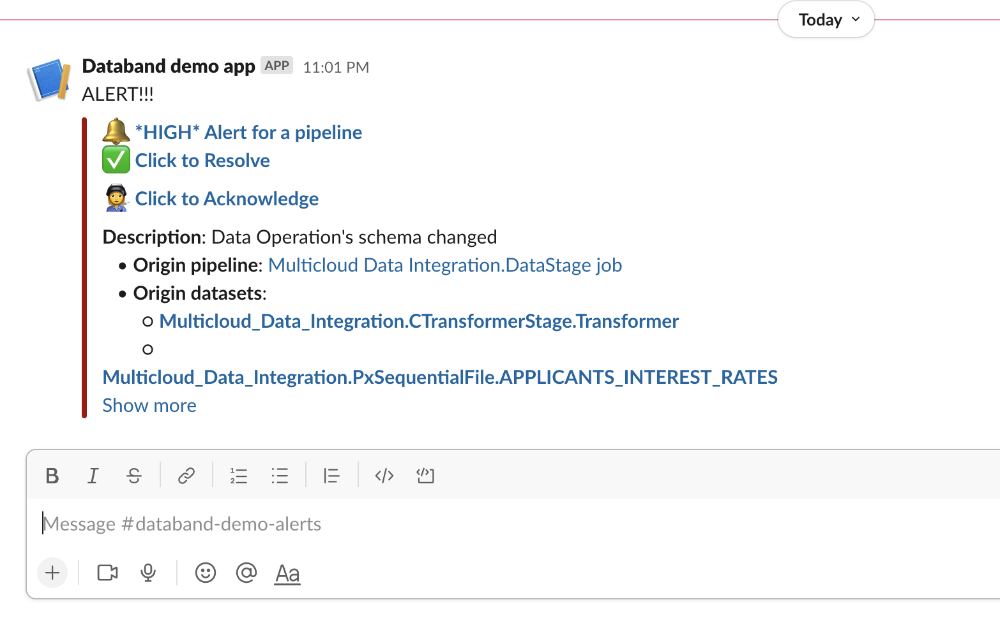 Today
Databand demo app APP 11:01 PM
ALERT!!!
*HIGH* Alert for a pipeline
Click to Resolve
Click to Acknowledge
Description: Data Operation's schema changed
• Origin pipeline: Multicloud Data Integration.DataStage job
• Origin datasets:
Multicloud_Data_Integration.CTransformerStage.Transformer
Multicloud_Data_Integration.PxSequentialFile.APPLICANTS_INTEREST_RATES
Show more
Message #databand-demo-alerts
Aa